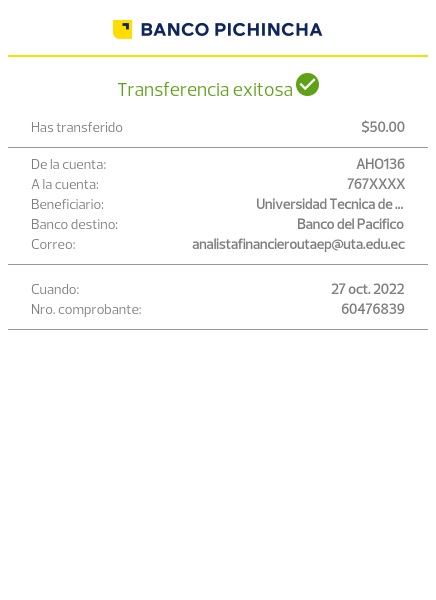 BANCO PICHINCHA
Transferencia exitosa
Has transferido $50.00
De la cuenta: AHO136
A la cuenta: 767XXXX
Beneficiario: Universidad Tecnica de ...
Banco destino: Banco del Pacifico
Correo: analistafinancieroutaep@uta.edu.ec
Cuando: 27 oct. 2022
Nro. comprobante: 60476839